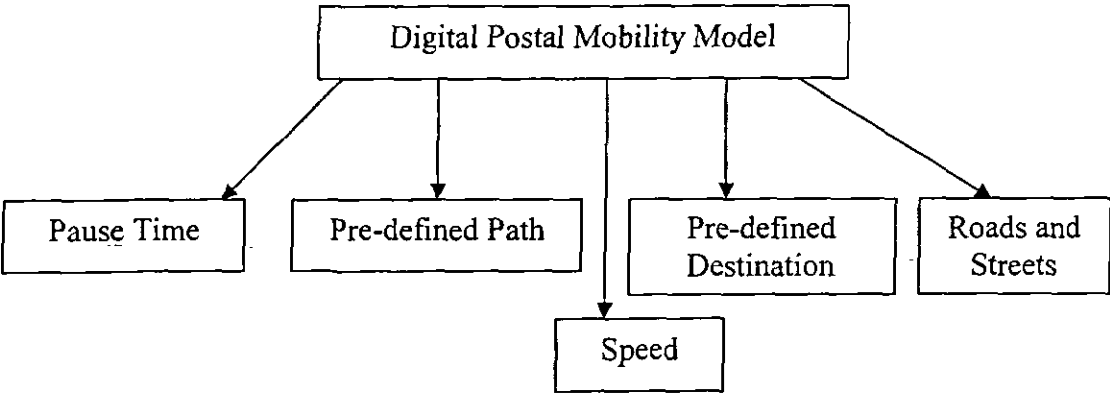 Digital Postal Mobility Model
Pause Time
Pre-defined Path
Pre-defined
Destination
Roads and
Streets
Speed